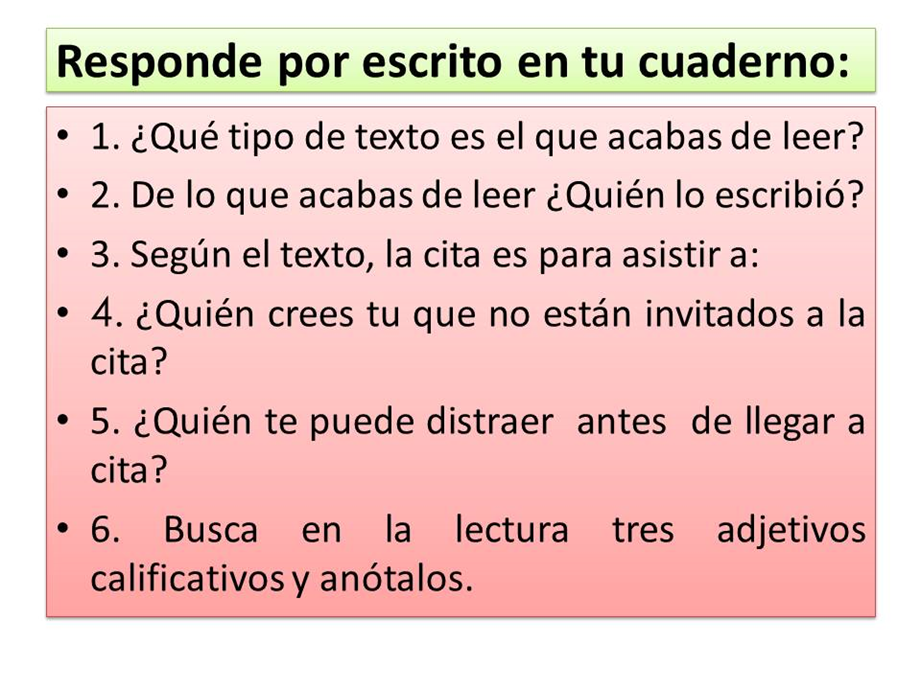 Responde por escrito en tu cuaderno:
• 1. ¿Qué tipo de texto es el que acabas de leer?
• 2. De lo que acabas de leer ¿Quién lo escribió?
• 3. Según el texto, la cita es para asistir a:
• 4. ¿Quién crees tu que no están invitados a la
cita?
• 5. ¿Quién te puede distraer antes de llegar a
cita?
• 6. Busca en la lectura tres adjetivos
calificativos y anótalos.